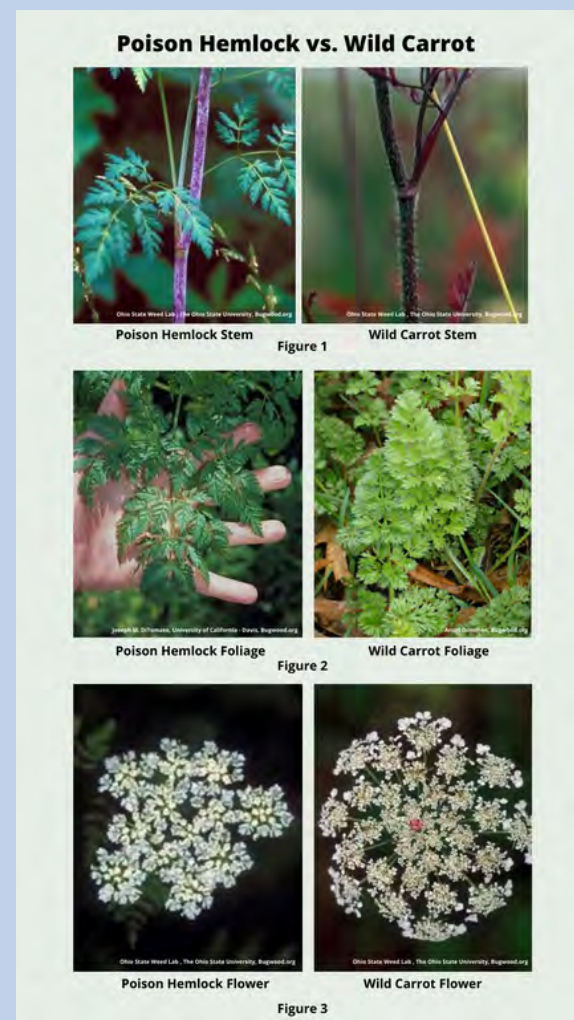 Poison Hemlock vs. Wild Carrot
Ohio State Weed Lab , The Ohio State University, Bugwood.org
Ohio State Weed Lab , The Ohio State University, Bugwood.org
Poison Hemlock Stem
Wild Carrot Stem
Figure 1
Joseph M. DiTomaso, University of California - Davis, Bugwood.org
Bugwood.org
Poison Hemlock Foliage
Wild Carrot Foliage
Figure 2
Ohio State Weed Lab , The Ohio State University, Bugwood.org
Ohio State Weed Lab , The Ohio State University, Bugwood.org
Poison Hemlock Flower
Wild Carrot Flower
Figure 3